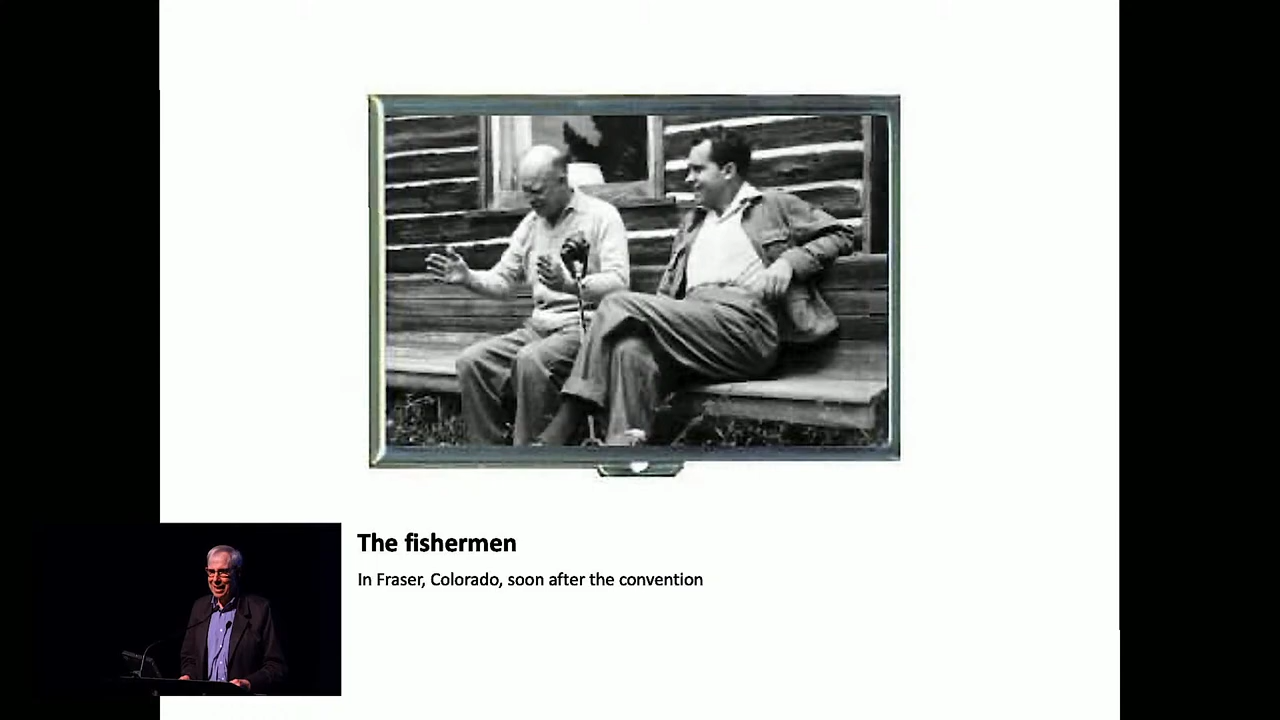 The fishermen
In Fraser, Colorado, soon after the convention